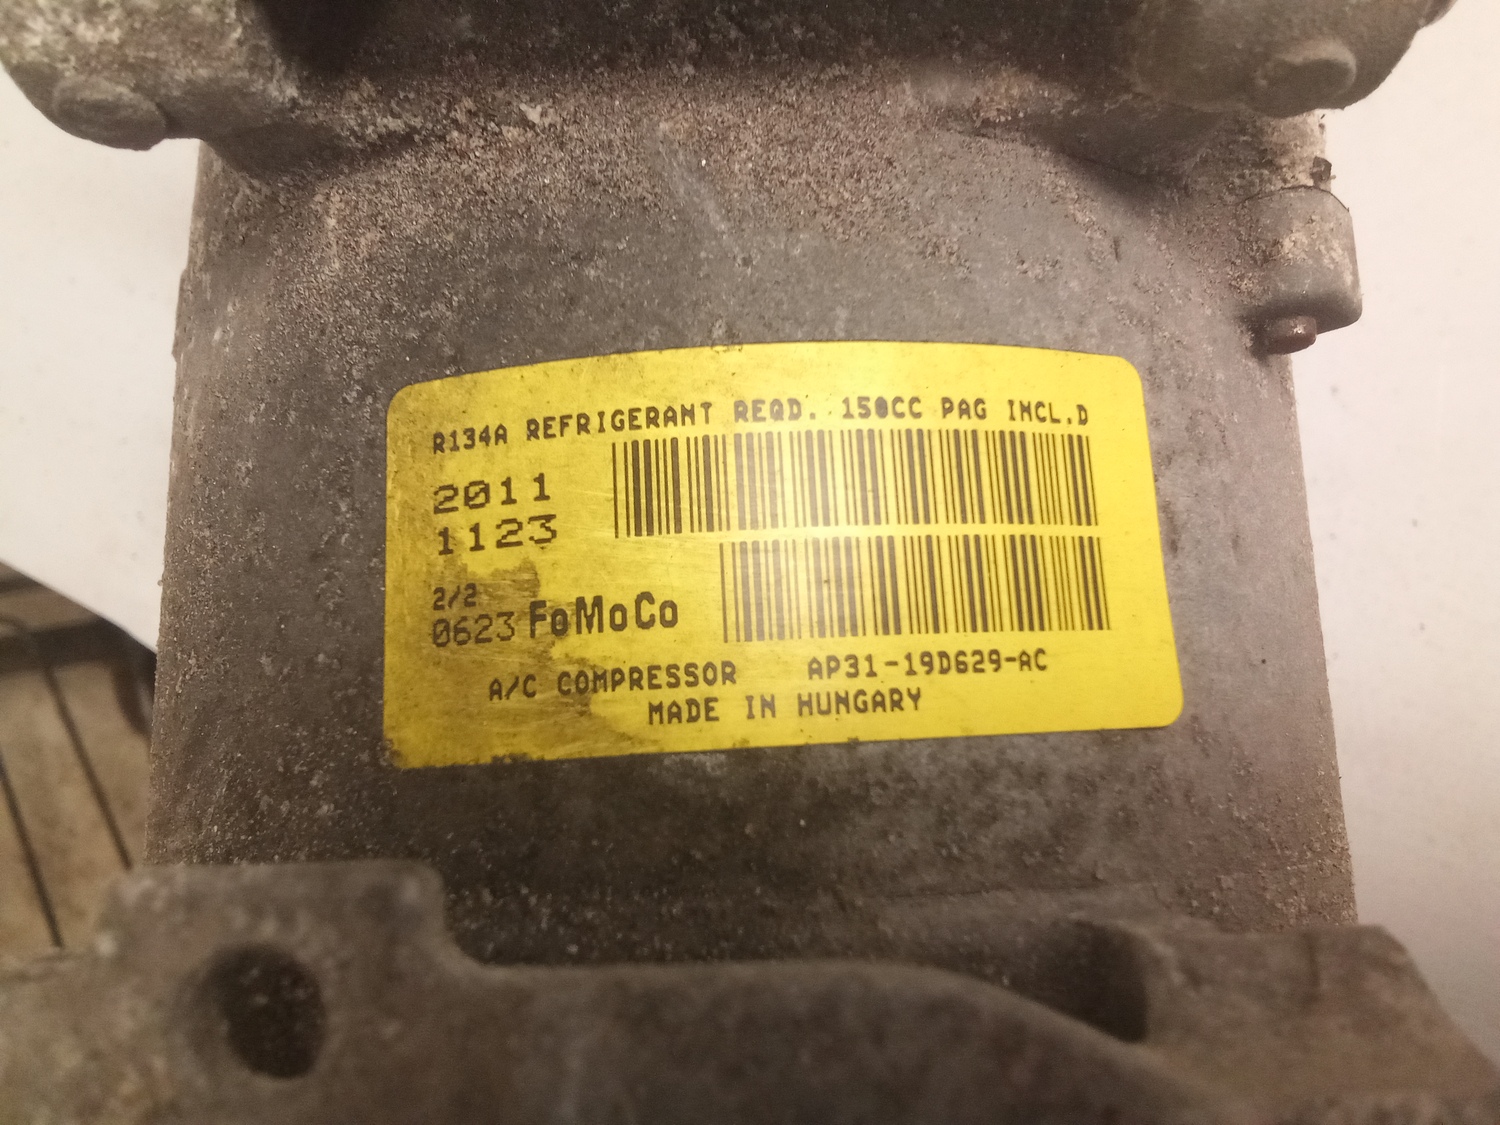 R134A REFRIGERANT REQD. 150CC PAG INCL.D
2011
1123
2/2
0623 FoMoCo
A/C COMPRESSOR AP31-19D629-AC
MADE IN HUNGARY